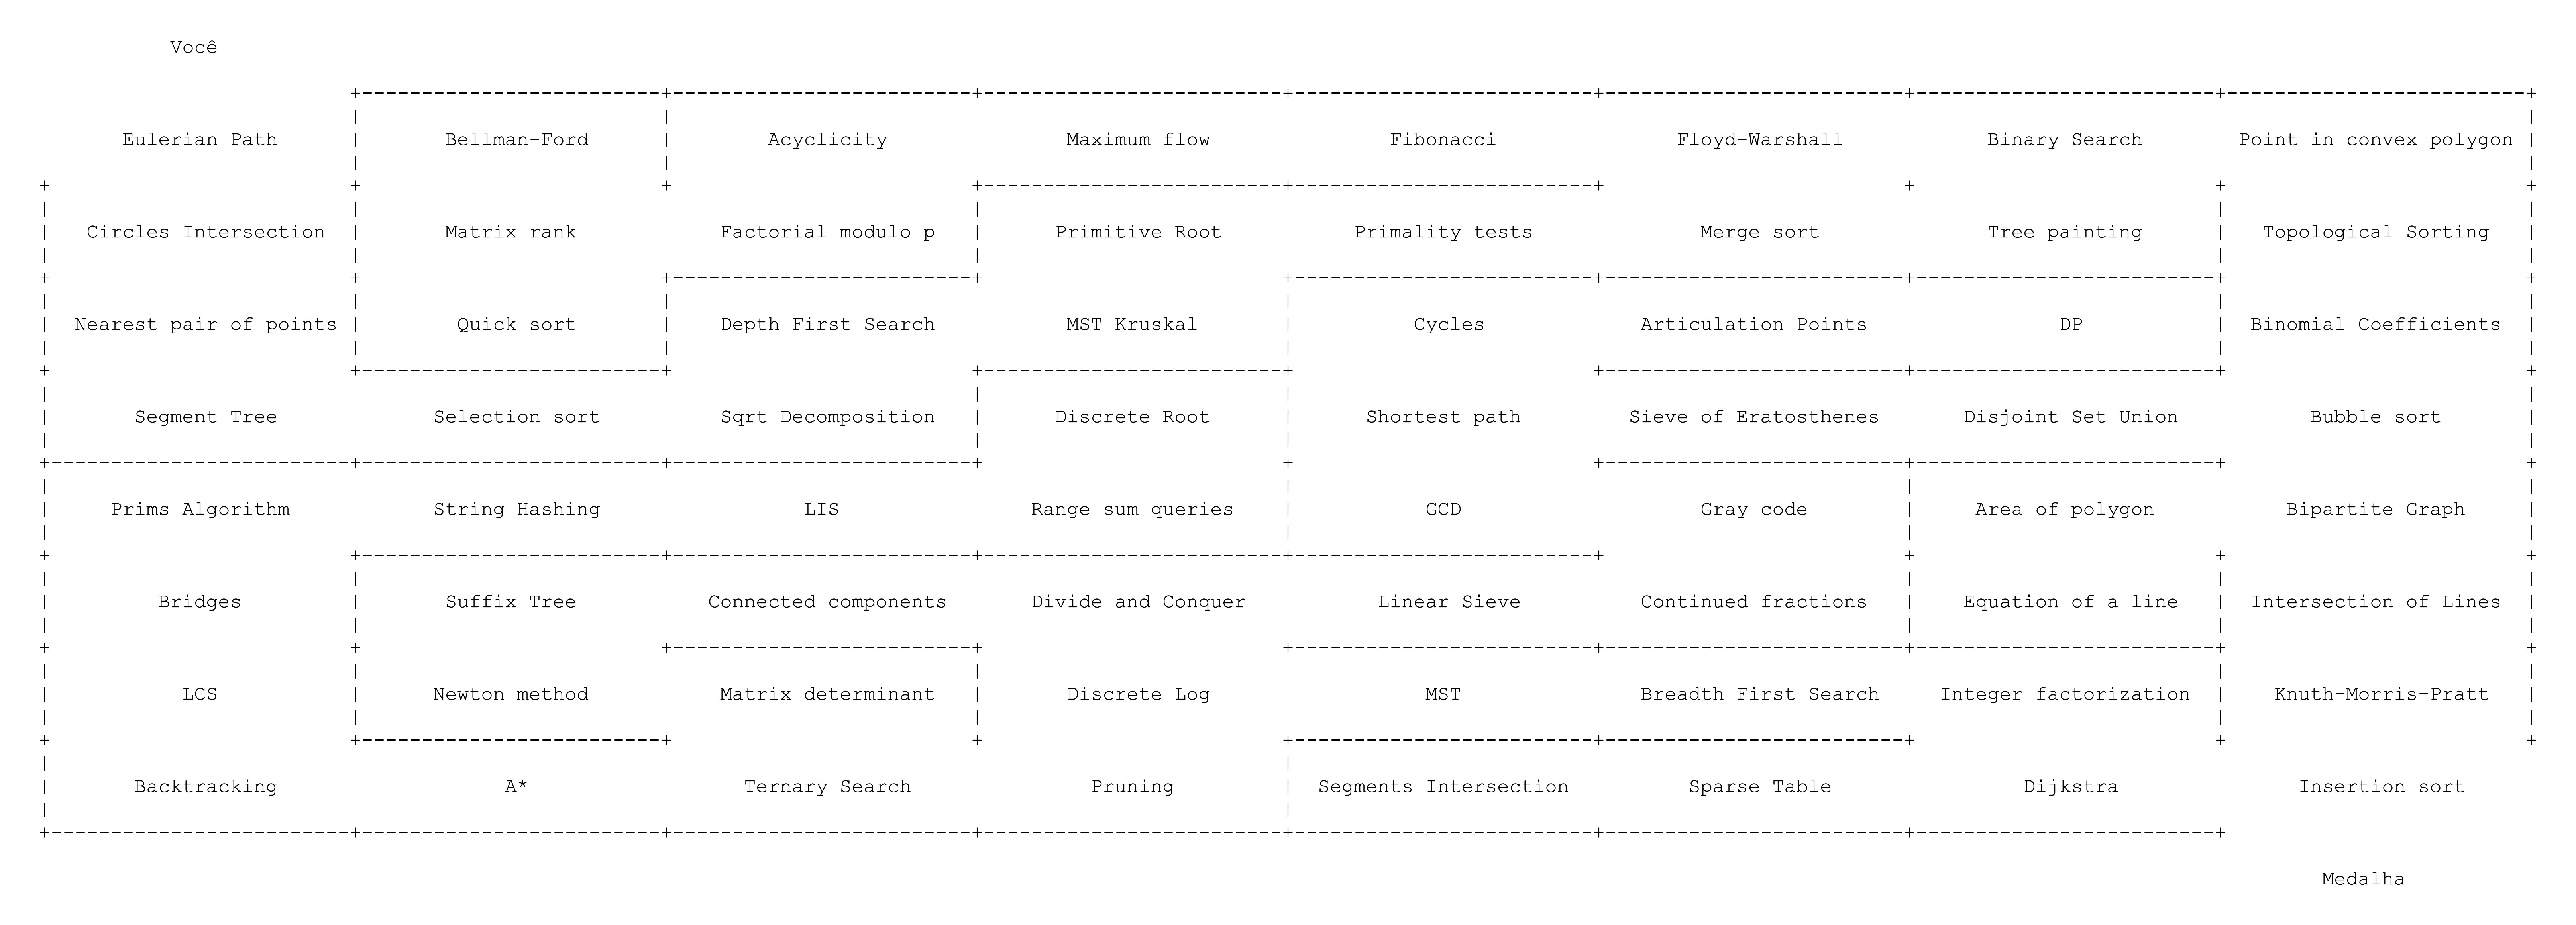 Você
Eulerian Path Bellman-Ford Acyclicity Maximum flow Fibonacci Floyd-Warshall Binary Search Point in convex polygon
Circles Intersection Matrix rank Factorial modulo p Primitive Root Primality tests Merge sort Tree painting Topological Sorting
Nearest pair of points Quick sort Depth First Search MST Kruskal Cycles Articulation Points DP Binomial Coefficients
Segment Tree Selection sort Sqrt Decomposition Discrete Root Shortest path Sieve of Eratosthenes Disjoint Set Union Bubble sort
Prims Algorithm String Hashing LIS Range sum queries GCD Gray code Area of polygon Bipartite Graph
Bridges Suffix Tree Connected components Divide and Conquer Linear Sieve Continued fractions Equation of a line Intersection of Lines
LCS Newton method Matrix determinant Discrete Log MST Breadth First Search Integer factorization Knuth-Morris-Pratt
Backtracking A* Ternary Search Pruning Segments Intersection Sparse Table Dijkstra Insertion sort
Medalha